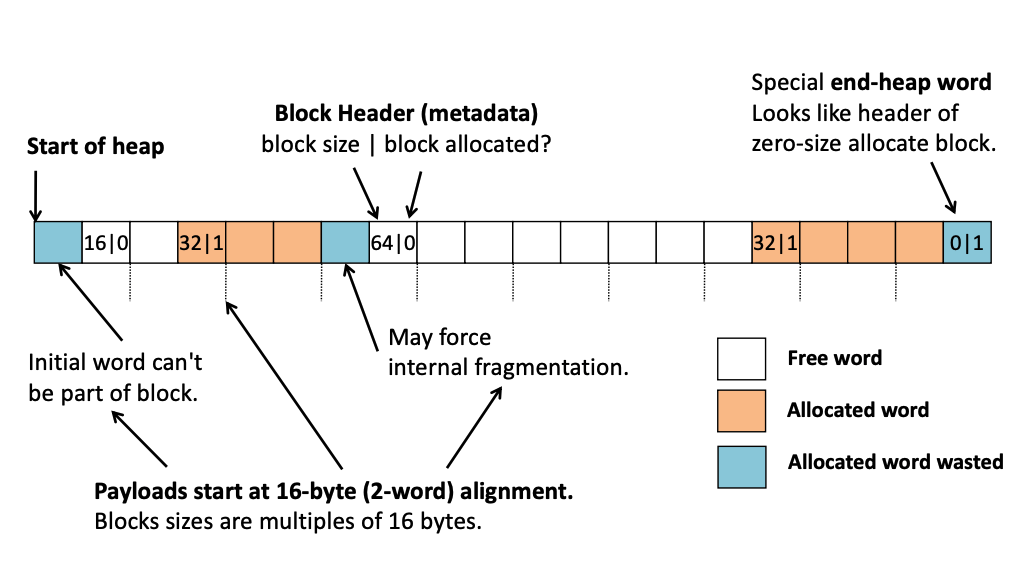 Special end-heap word
Looks like header of
zero-size allocate block.
Block Header (metadata)
block size | block allocated?
Start of heap
16|0
32|1
64|0
32|1
0|1
May force
internal fragmentation.
Initial word can't
be part of block.
Free word
Allocated word
Allocated word wasted
Payloads start at 16-byte (2-word) alignment.
Blocks sizes are multiples of 16 bytes.